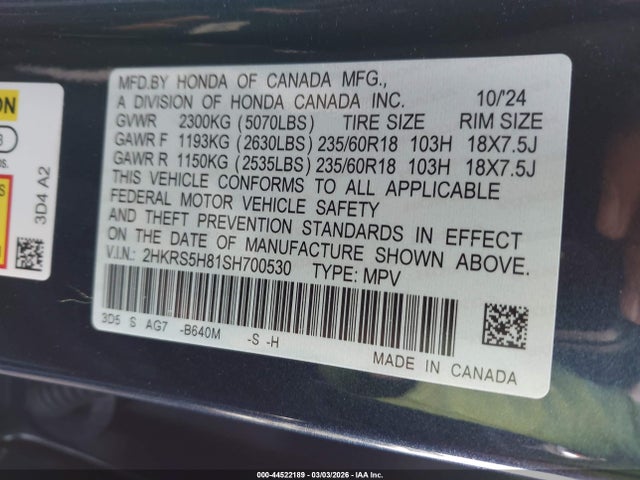 MFD.BY HONDA OF CANADA MFG.,
A DIVISION OF HONDA CANADA INC. 10/'24
GVWR 2300KG (5070LBS) TIRE SIZE RIM SIZE
GAWR F 1193KG (2630LBS) 235/60R18 103H 18X7.5J
GAWR R 1150KG (2535LBS) 235/60R18 103H 18X7.5J
THIS VEHICLE CONFORMS TO ALL APPLICABLE
FEDERAL MOTOR VEHICLE SAFETY
AND THEFT PREVENTION STANDARDS IN EFFECT
ON THE DATE OF MANUFACTURE SHOWN ABOVE.
V.I.N.: 2HKRS5H81SH700530 TYPE: MPV
3D5 S AG7 -B640M -S -H
MADE IN CANADA
3D4 A2
000-44522189 - 03/03/2026 - IAA Inc.